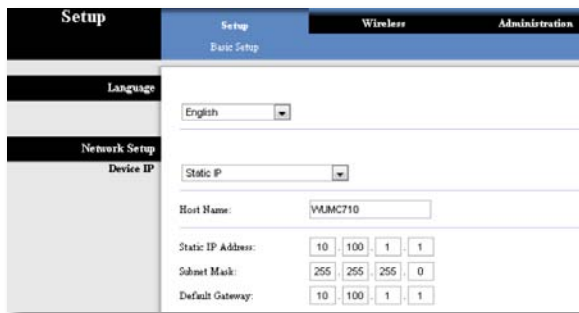 Setup
Setup Wireless Administration
Basic Setup
Language
English
Network Setup
Device IP
Static IP
Host Name: WUMC710
Static IP Address: 10 . 100 . 1 . 1
Subnet Mask: 255 . 255 . 255 . 0
Default Gateway: 10 . 100 . 1 . 1